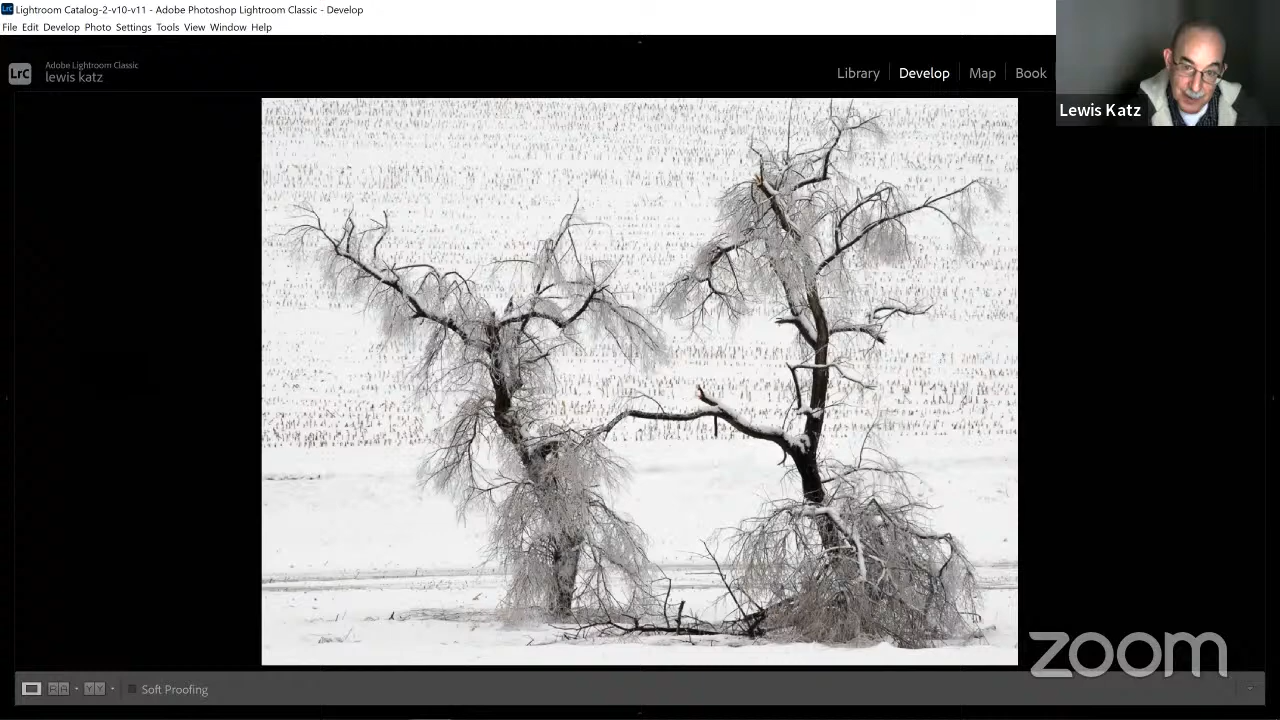 Lightroom Catalog-2-v10-v11 - Adobe Photoshop Lightroom Classic - Develop
File Edit Develop Photo Settings Tools View Window Help
LrC
Adobe Lightroom Classic
lewis katz
Library
Develop
Map
Book
Lewis Katz
zoom
Soft Proofing